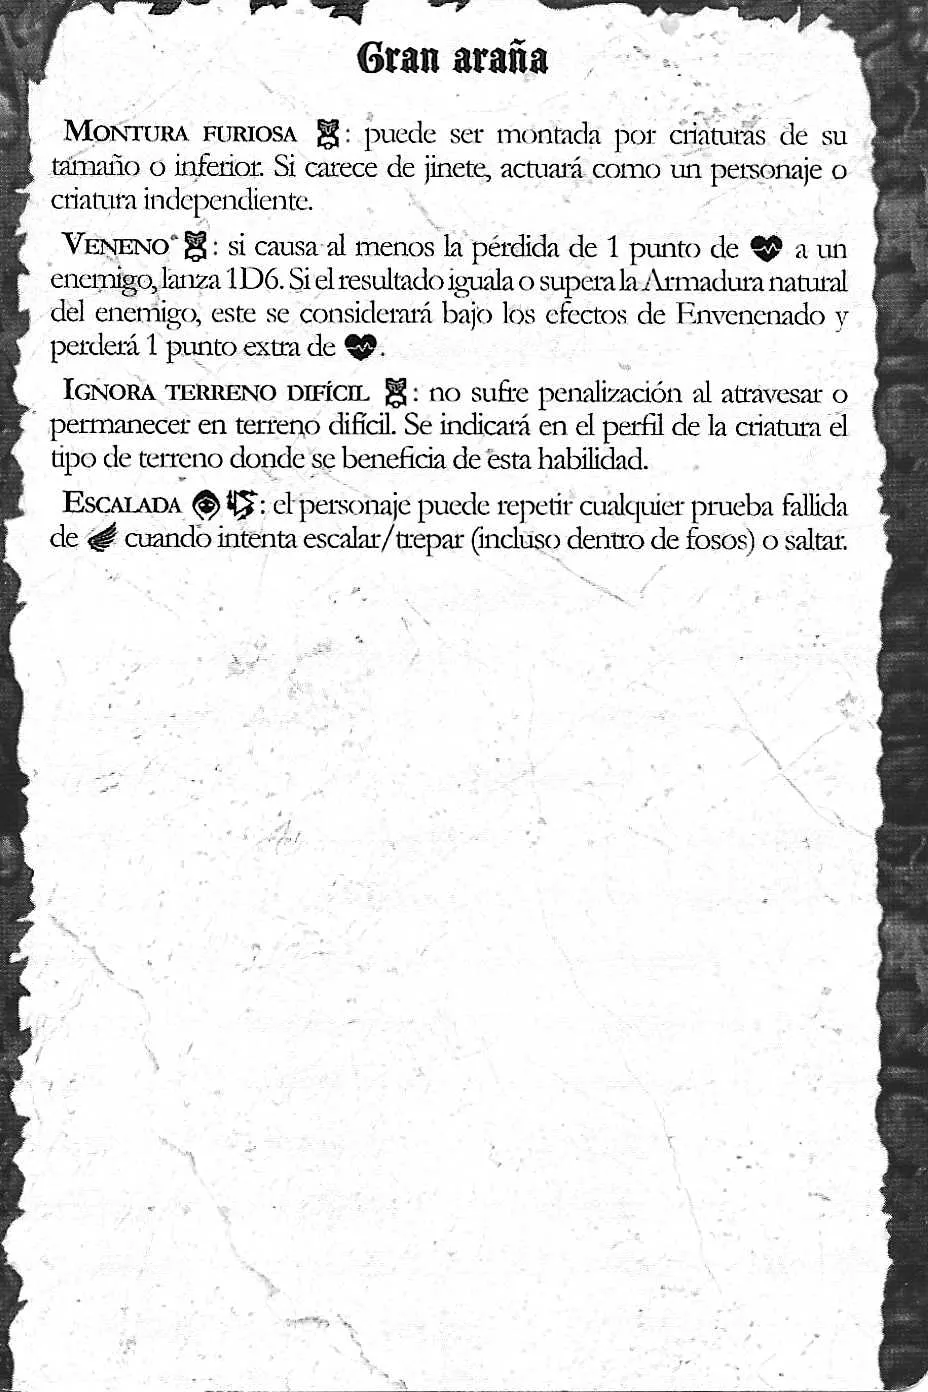 Gran araña
MONTURA FURIOSA : puede ser montada por criaturas de su
tamaño o inferior. Si carece de jinete, actuará como un personaje o
criatura independiente.
VENENO : si causa al menos la pérdida de 1 punto de a un
enemigo, lanza 1D6. Si el resultado iguala o supera la Armadura natural
del enemigo, este se considerará bajo los efectos de Envenenado y
perderá 1 punto extra de .
IGNORA TERRENO DIFÍCIL : no sufre penalización al atravesar o
permanecer en terreno difícil. Se indicará en el perfil de la criatura el
tipo de terreno donde se beneficia de esta habilidad.
ESCALADA : el personaje puede repetir cualquier prueba fallida
de cuando intenta escalar/trepar (incluso dentro de fosos) o saltar.